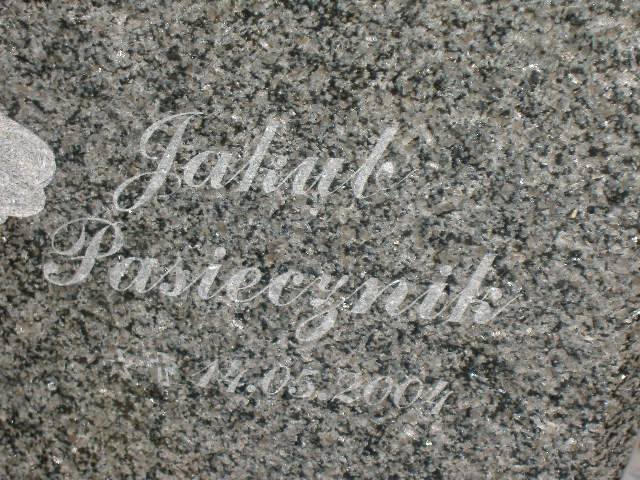 Jakub
Pasiecznik
* ✝ 14.05.2004